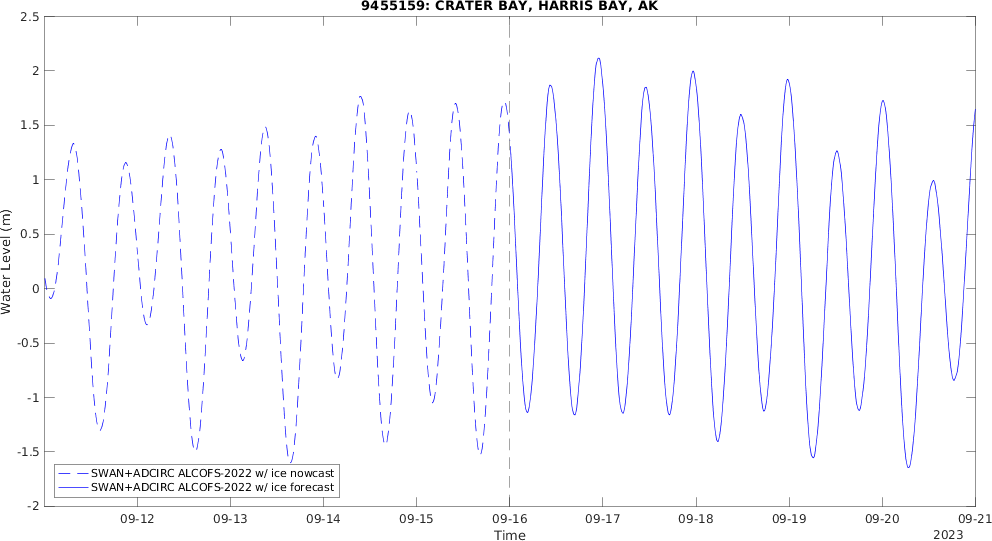 9455159: CRATER BAY, HARRIS BAY, AK
2.5
2
1.5
1
0.5
0
-0.5
-1
-1.5
-2
Water Level (m)
SWAN+ADCIRC ALCOFS-2022 w/ ice nowcast
SWAN+ADCIRC ALCOFS-2022 w/ ice forecast
09-12 09-13 09-14 09-15 09-16 09-17 09-18 09-19 09-20 09-21
Time
2023